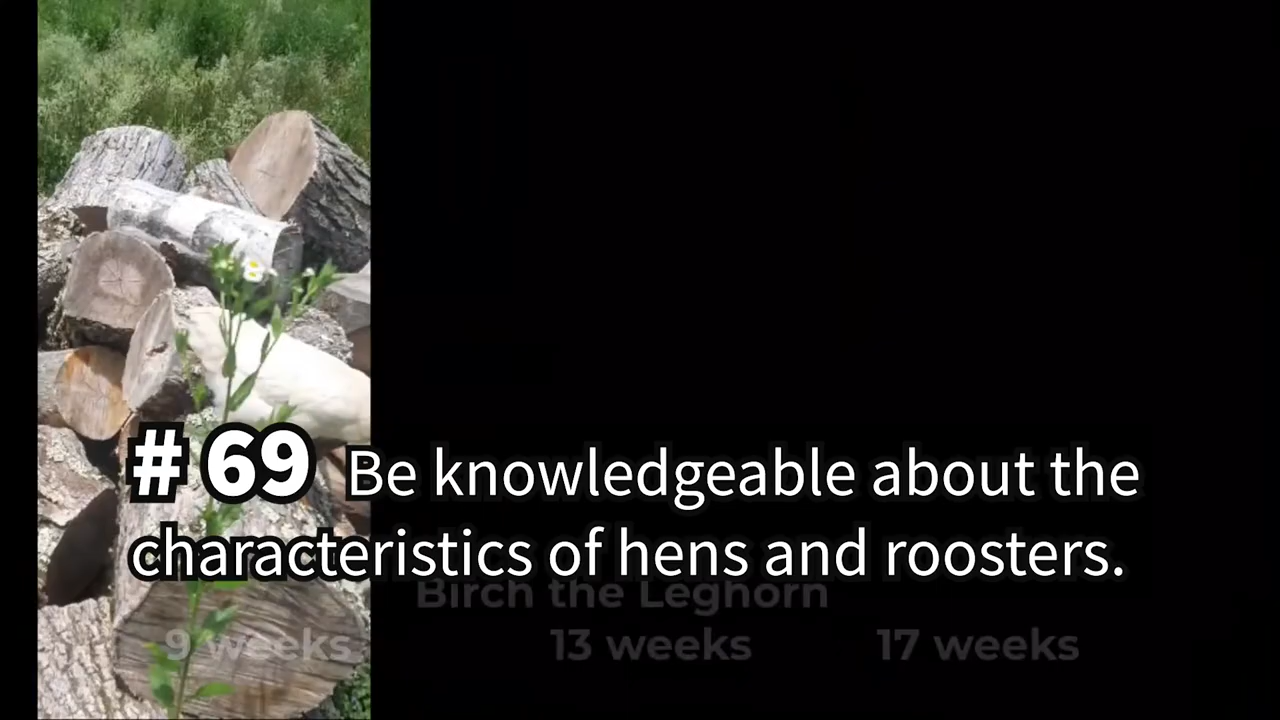 # 69 Be knowledgeable about the
characteristics of hens and roosters.
Birch the Leghorn
9 weeks 13 weeks 17 weeks